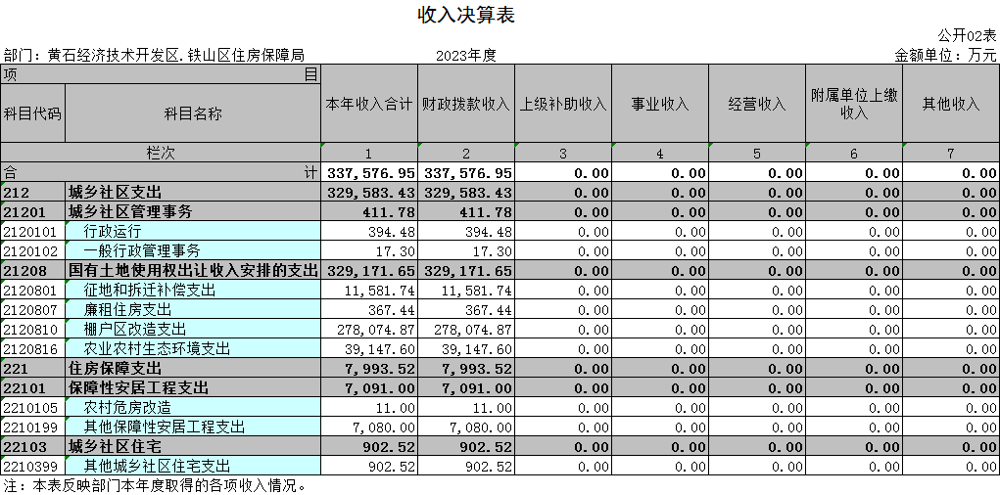 收入决算表
公开02表
部门：黄石经济技术开发区.铁山区住房保障局 2023年度 金额单位：万元
项 目 本年收入合计 财政拨款收入 上级补助收入 事业收入 经营收入 附属单位上缴收入 其他收入
科目代码 科目名称
栏次 1 2 3 4 5 6 7
合 计 337,576.95 337,576.95 0.00 0.00 0.00 0.00 0.00
212 城乡社区支出 329,583.43 329,583.43 0.00 0.00 0.00 0.00 0.00
21201 城乡社区管理事务 411.78 411.78 0.00 0.00 0.00 0.00 0.00
2120101 行政运行 394.48 394.48 0.00 0.00 0.00 0.00 0.00
2120102 一般行政管理事务 17.30 17.30 0.00 0.00 0.00 0.00 0.00
21208 国有土地使用权出让收入安排的支出 329,171.65 329,171.65 0.00 0.00 0.00 0.00 0.00
2120801 征地和拆迁补偿支出 11,581.74 11,581.74 0.00 0.00 0.00 0.00 0.00
2120807 廉租住房支出 367.44 367.44 0.00 0.00 0.00 0.00 0.00
2120810 棚户区改造支出 278,074.87 278,074.87 0.00 0.00 0.00 0.00 0.00
2120816 农业农村生态环境支出 39,147.60 39,147.60 0.00 0.00 0.00 0.00 0.00
221 住房保障支出 7,993.52 7,993.52 0.00 0.00 0.00 0.00 0.00
22101 保障性安居工程支出 7,091.00 7,091.00 0.00 0.00 0.00 0.00 0.00
2210105 农村危房改造 11.00 11.00 0.00 0.00 0.00 0.00 0.00
2210199 其他保障性安居工程支出 7,080.00 7,080.00 0.00 0.00 0.00 0.00 0.00
22103 城乡社区住宅 902.52 902.52 0.00 0.00 0.00 0.00 0.00
2210399 其他城乡社区住宅支出 902.52 902.52 0.00 0.00 0.00 0.00 0.00
注：本表反映部门本年度取得的各项收入情况。